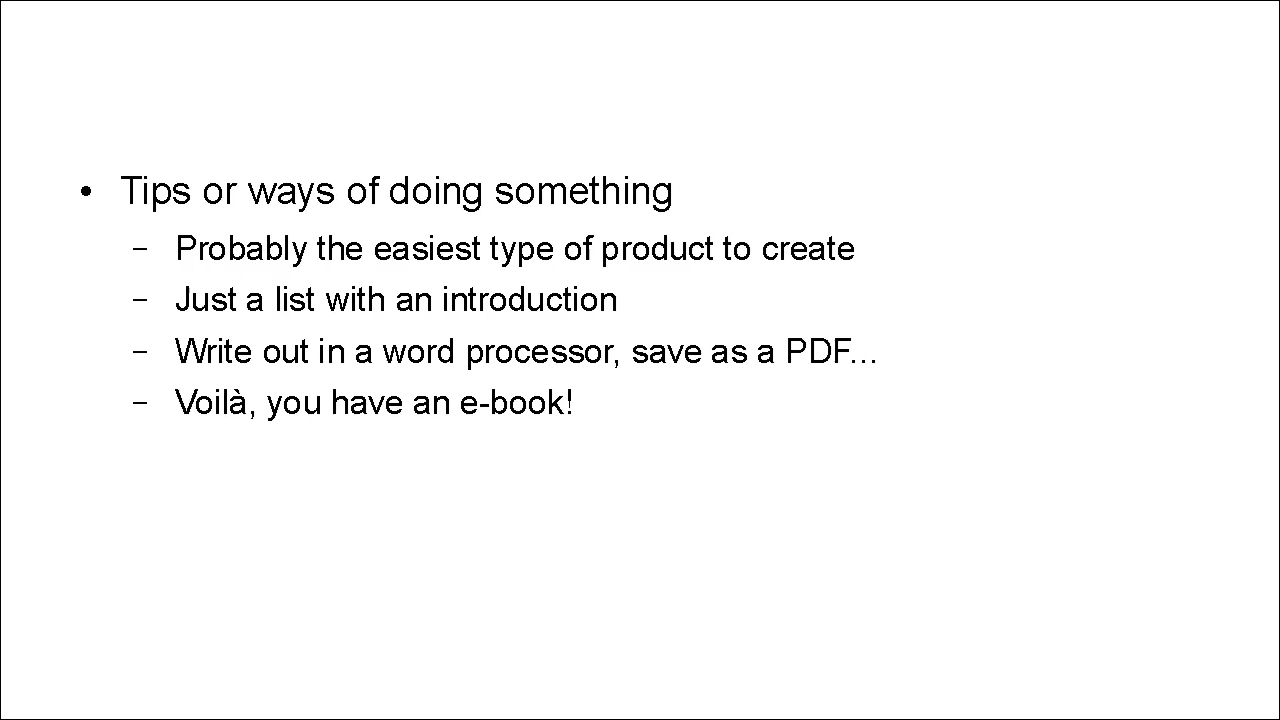 • Tips or ways of doing something
– Probably the easiest type of product to create
– Just a list with an introduction
– Write out in a word processor, save as a PDF...
– Voilà, you have an e-book!